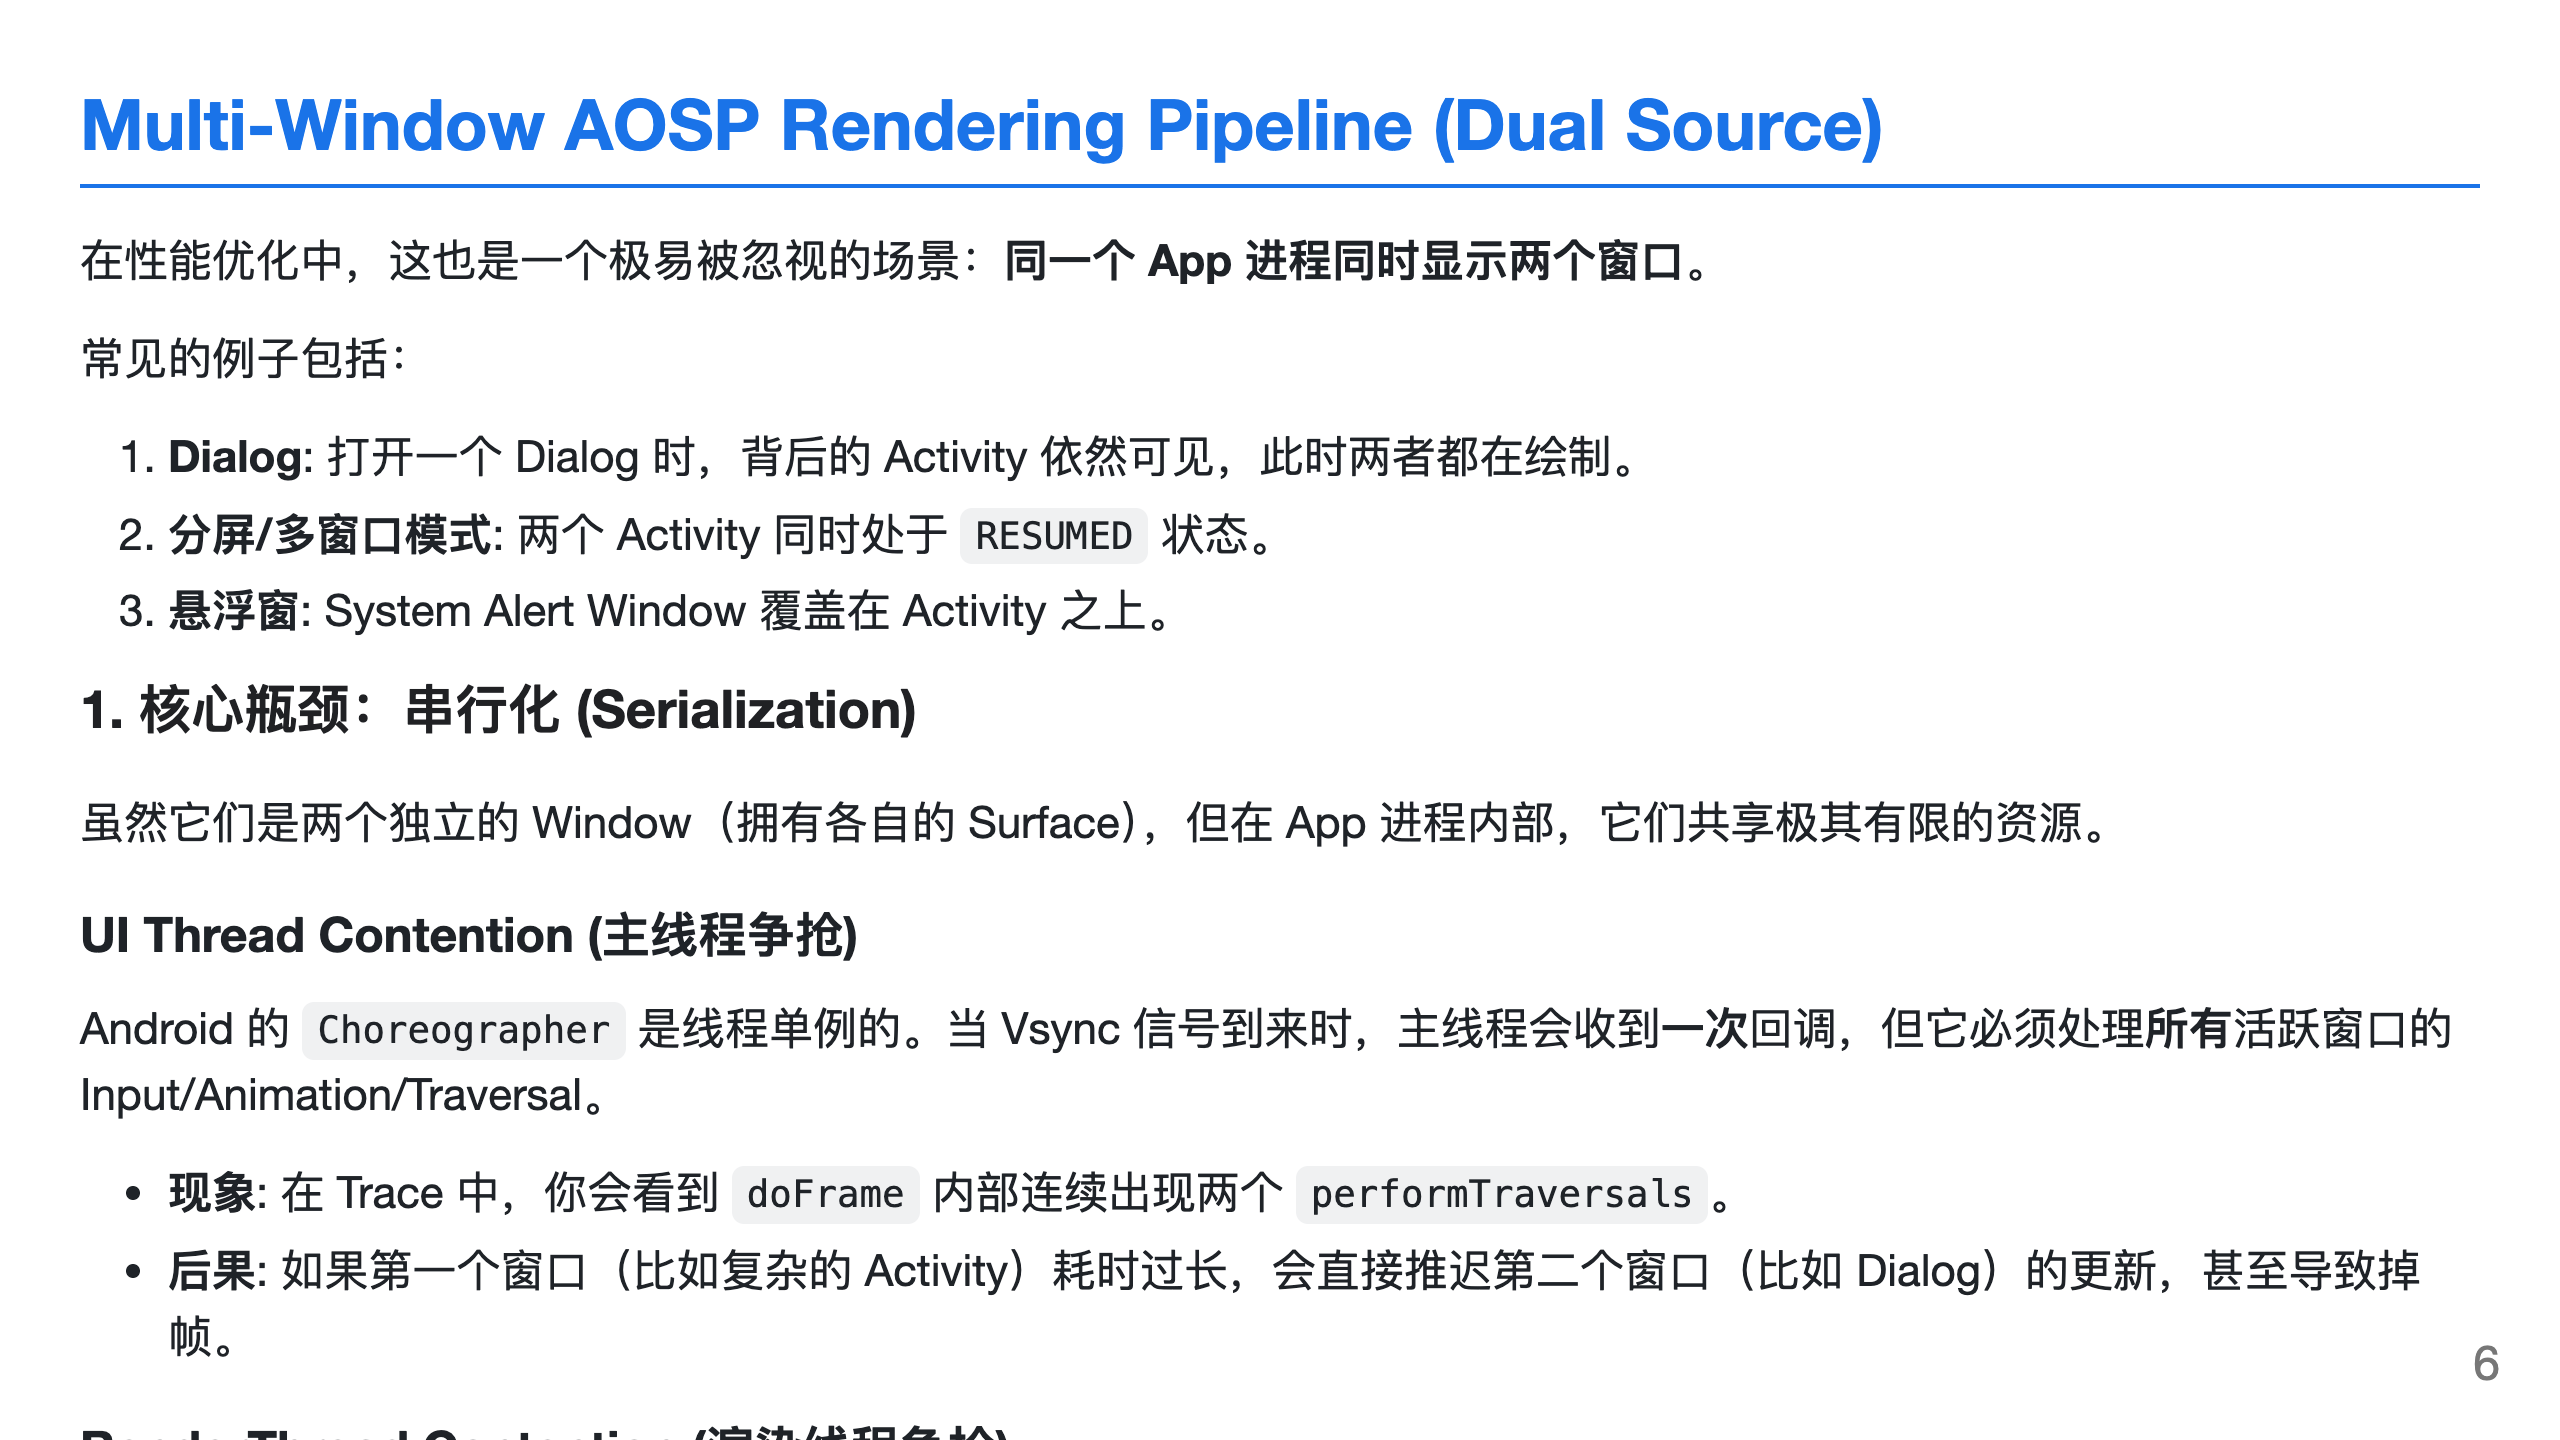 Multi-Window AOSP Rendering Pipeline (Dual Source)
在性能优化中，这也是一个极易被忽视的场景：同一个 App 进程同时显示两个窗口。
常见的例子包括：
1. Dialog: 打开一个 Dialog 时，背后的 Activity 依然可见，此时两者都在绘制。
2. 分屏/多窗口模式: 两个 Activity 同时处于 RESUMED 状态。
3. 悬浮窗: System Alert Window 覆盖在 Activity 之上。
1. 核心瓶颈：串行化 (Serialization)
虽然它们是两个独立的 Window（拥有各自的 Surface），但在 App 进程内部，它们共享极其有限的资源。
UI Thread Contention (主线程争抢)
Android 的 Choreographer 是线程单例的。当 Vsync 信号到来时，主线程会收到一次回调，但它必须处理所有活跃窗口的
Input/Animation/Traversal。
• 现象: 在 Trace 中，你会看到 doFrame 内部连续出现两个 performTraversals 。
• 后果: 如果第一个窗口（比如复杂的 Activity）耗时过长，会直接推迟第二个窗口（比如 Dialog）的更新，甚至导致掉
帧。
6
RenderThread Contention (渲染线程争抢)